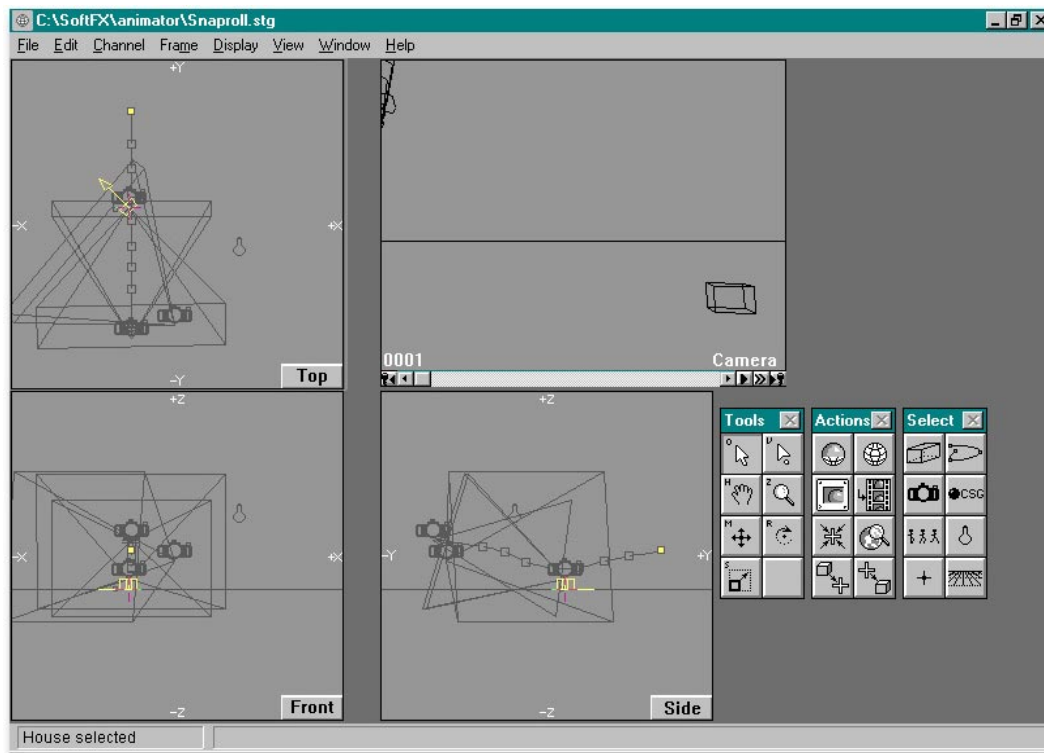 C:\SoftFX\animator\Snaproll.stg
File Edit Channel Frame Display View Window Help
+Y
-X
+X
-Y
Top
0001 Camera
+Z
-X
+X
-Z
Front
+Z
-Y
+Y
-Z
Side
Tools Actions Select
O V
H Z
CSG
M R
S
House selected